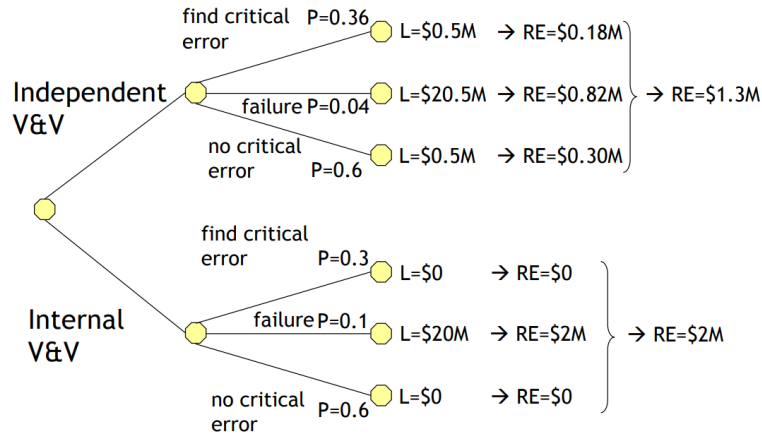 find critical P=0.36
error
L=$0.5M → RE=$0.18M
Independent
V&V
failure P=0.04
L=$20.5M → RE=$0.82M
→ RE=$1.3M
no critical
error
P=0.6
L=$0.5M → RE=$0.30M
find critical
error
P=0.3
L=$0 → RE=$0
Internal
V&V
failure P=0.1
L=$20M → RE=$2M
→ RE=$2M
no critical
error
P=0.6
L=$0 → RE=$0